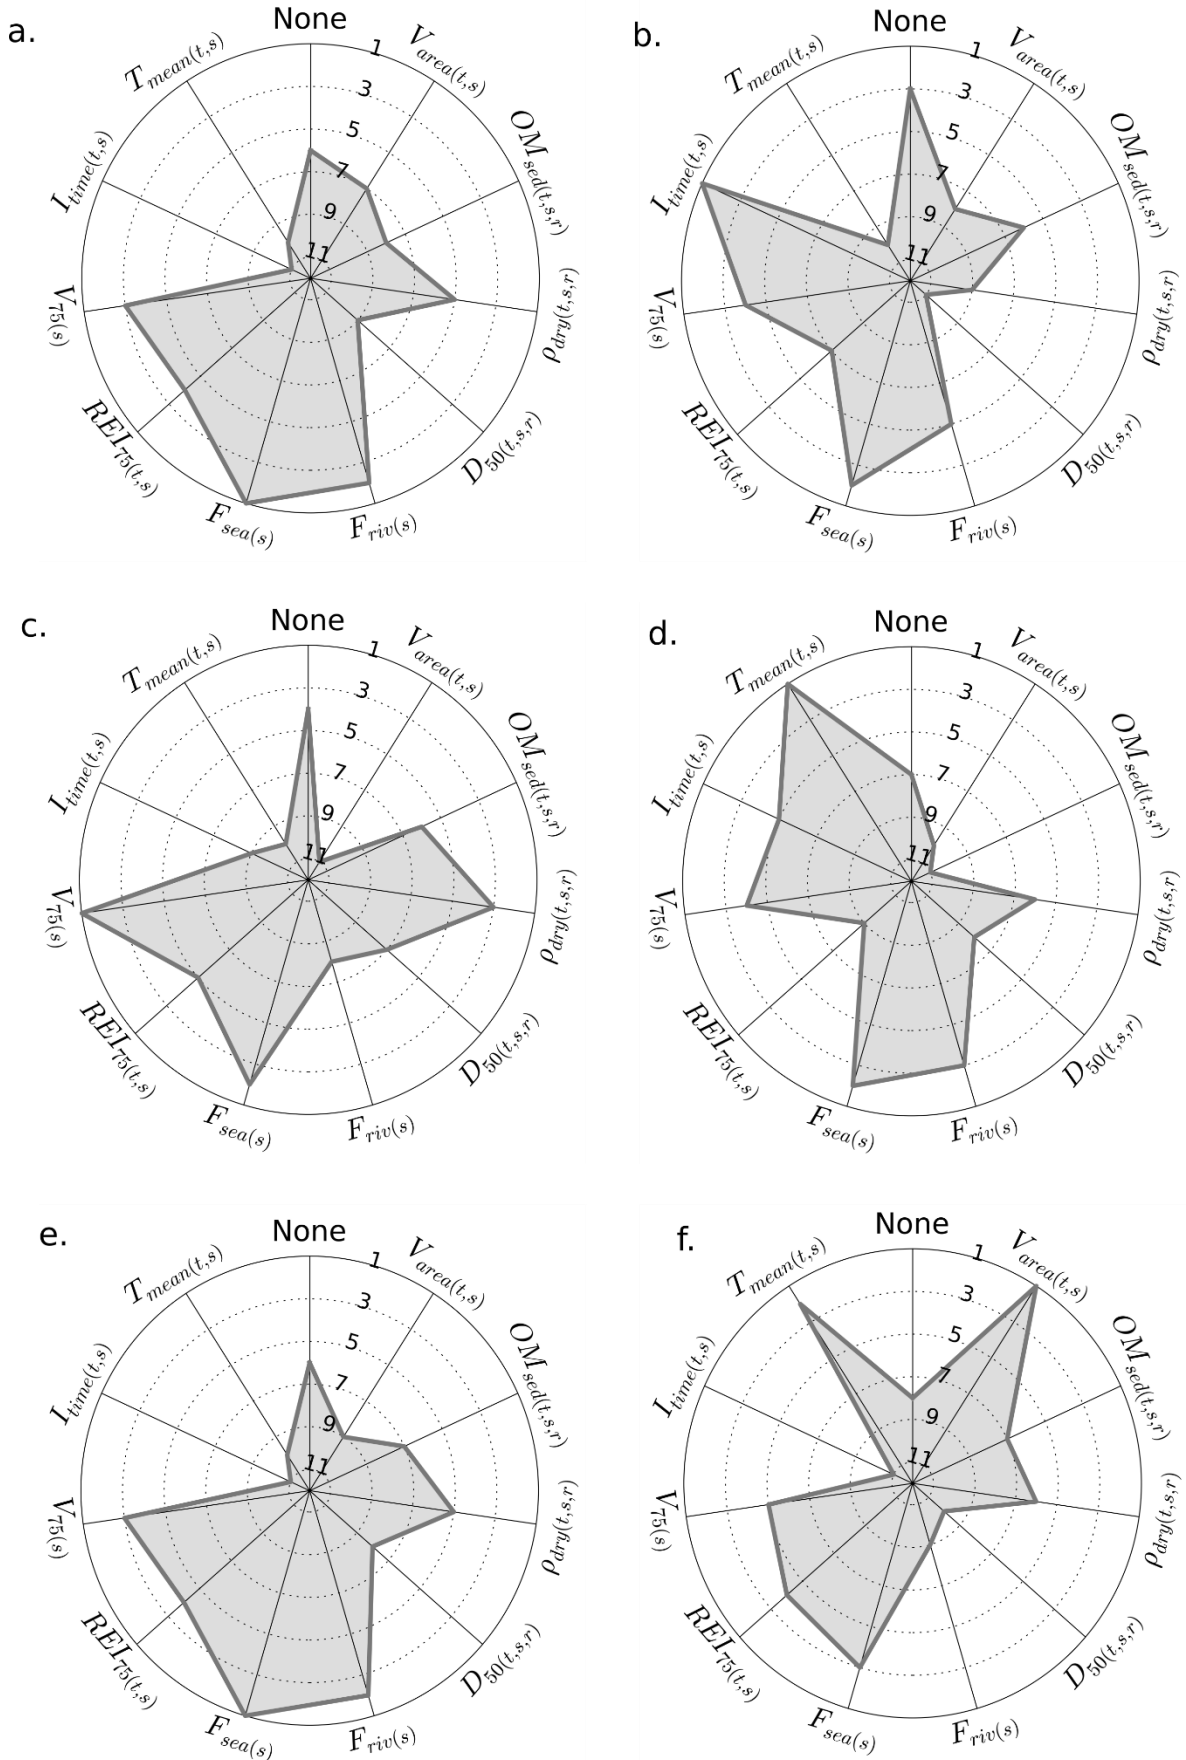 a.
None
V_area(t,s)
OM_sed(t,s,r)
ρ_dry(t,s,r)
D_50(t,s,r)
F_riv(s)
F_sea(s)
REI_75(t,s)
V_75(s)
I_time(t,s)
T_mean(t,s)
1
3
5
7
9
11
b.
None
V_area(t,s)
OM_sed(t,s,r)
ρ_dry(t,s,r)
D_50(t,s,r)
F_riv(s)
F_sea(s)
REI_75(t,s)
V_75(s)
I_time(t,s)
T_mean(t,s)
1
3
5
7
9
11
c.
None
V_area(t,s)
OM_sed(t,s,r)
ρ_dry(t,s,r)
D_50(t,s,r)
F_riv(s)
F_sea(s)
REI_75(t,s)
V_75(s)
I_time(t,s)
T_mean(t,s)
1
3
5
7
9
11
d.
None
V_area(t,s)
OM_sed(t,s,r)
ρ_dry(t,s,r)
D_50(t,s,r)
F_riv(s)
F_sea(s)
REI_75(t,s)
V_75(s)
I_time(t,s)
T_mean(t,s)
1
3
5
7
9
11
e.
None
V_area(t,s)
OM_sed(t,s,r)
ρ_dry(t,s,r)
D_50(t,s,r)
F_riv(s)
F_sea(s)
REI_75(t,s)
V_75(s)
I_time(t,s)
T_mean(t,s)
1
3
5
7
9
11
f.
None
V_area(t,s)
OM_sed(t,s,r)
ρ_dry(t,s,r)
D_50(t,s,r)
F_riv(s)
F_sea(s)
REI_75(t,s)
V_75(s)
I_time(t,s)
T_mean(t,s)
1
3
5
7
9
11